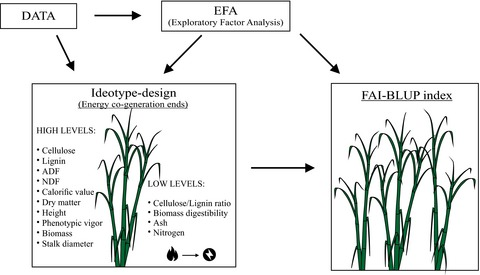 DATA
EFA
(Exploratory Factor Analysis)
Ideotype-design
(Energy co-generation ends)
HIGH LEVELS:
• Cellulose
• Lignin
• ADF
• NDF
• Calorific value
• Dry matter
• Height
• Phenotypic vigor
• Biomass
• Stalk diameter
LOW LEVELS:
• Cellulose/Lignin ratio
• Biomass digestibility
• Ash
• Nitrogen
FAI-BLUP index